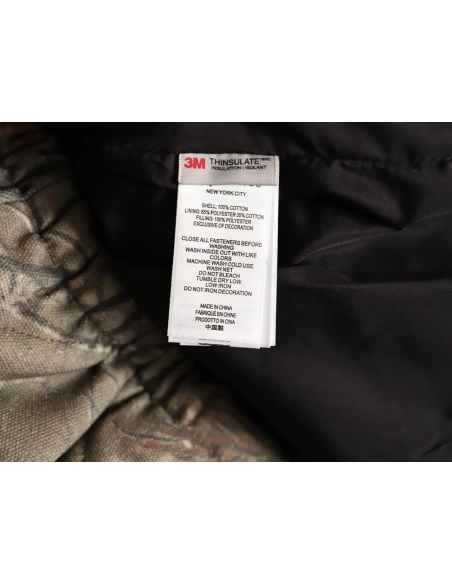 3M THINSULATE™MC
INSULATION | ISOLANT
NEW YORK CITY
SHELL: 100% COTTON
LINING: 65% POLYESTER 35% COTTON
FILLING: 100% POLYESTER
EXCLUSIVE OF DECORATION
CLOSE ALL FASTENERS BEFORE
WASHING
WASH INSIDE OUT WITH LIKE
COLORS
MACHINE WASH COLD USE
WASH NET
DO NOT BLEACH
TUMBLE DRY LOW
LOW IRON
DO NOT IRON DECORATION
MADE IN CHINA
FABRIQUÉ EN CHINE
PRODOTTO IN CINA
中国製